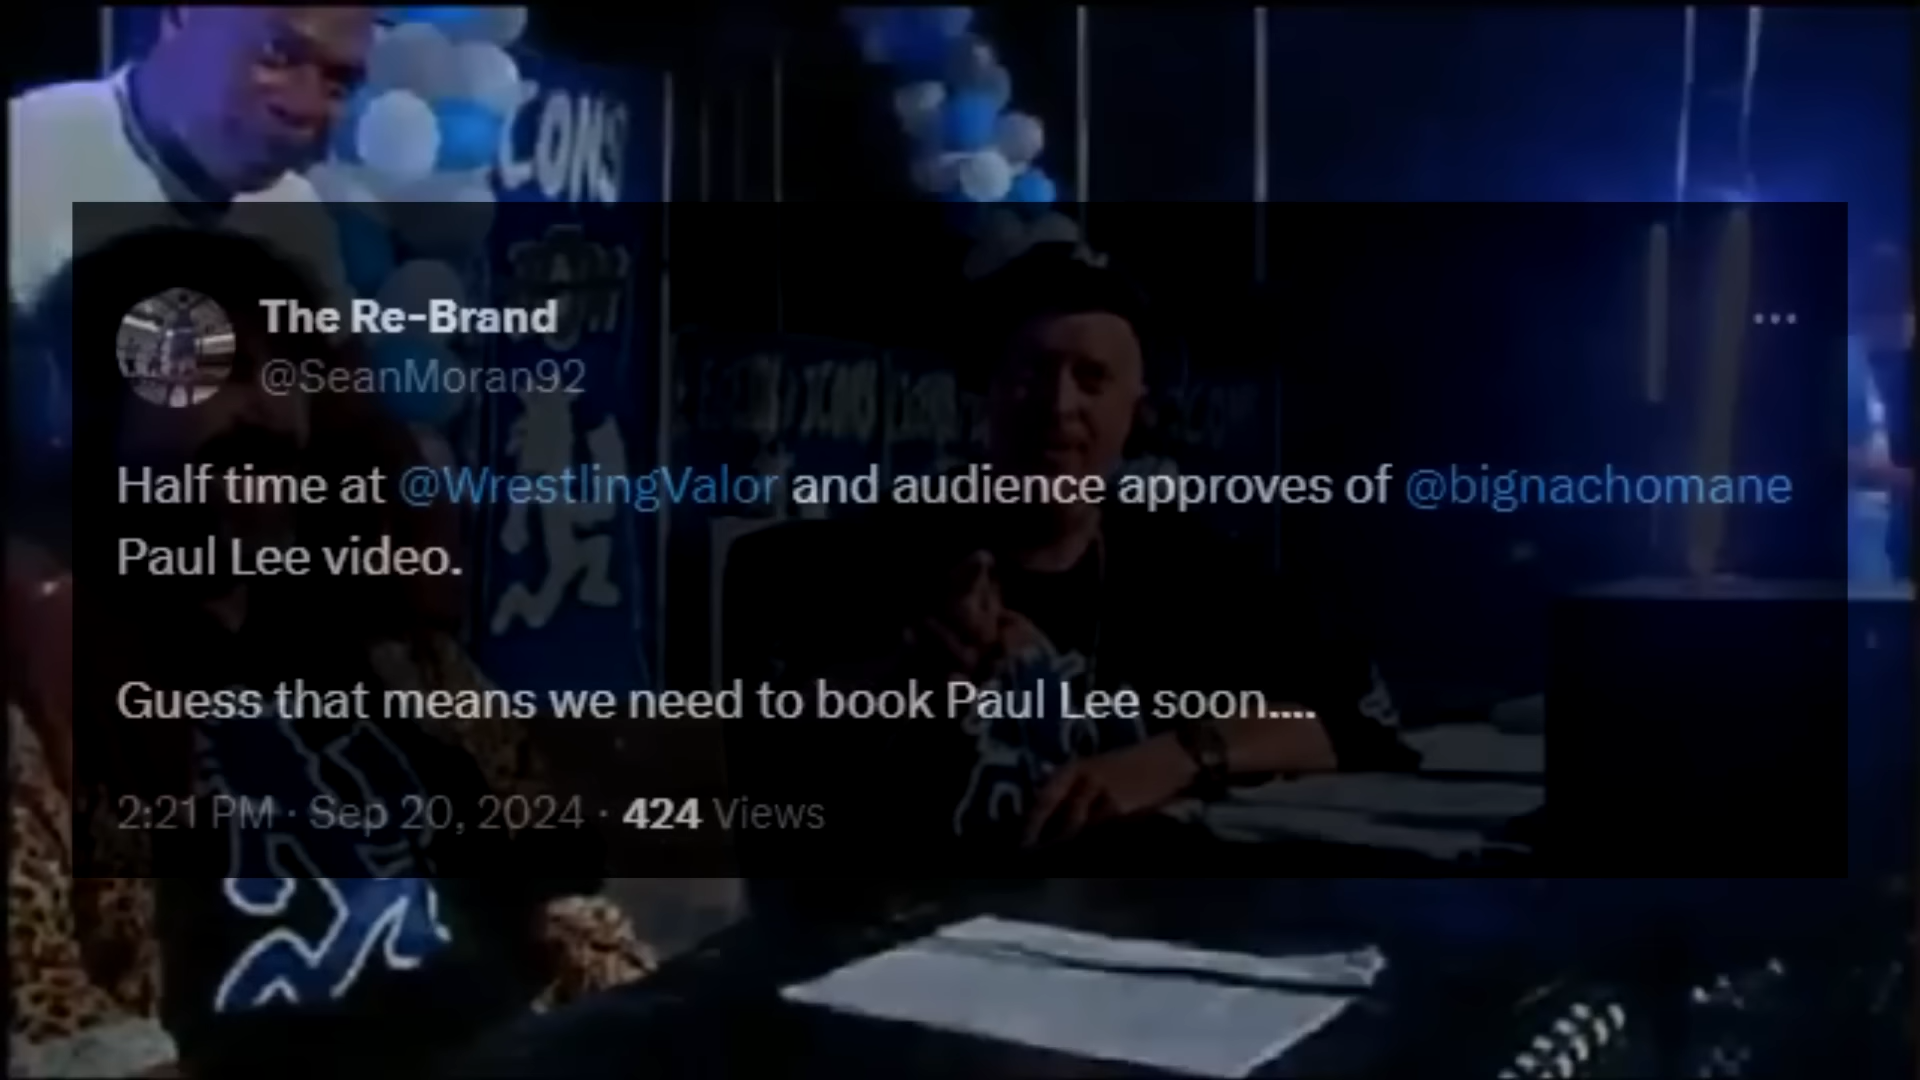 CONS
The Re-Brand
@SeanMoran92
Half time at @WrestlingValor and audience approves of @bignachomane
Paul Lee video.
Guess that means we need to book Paul Lee soon....
2:21 PM · Sep 20, 2024 · 424 Views